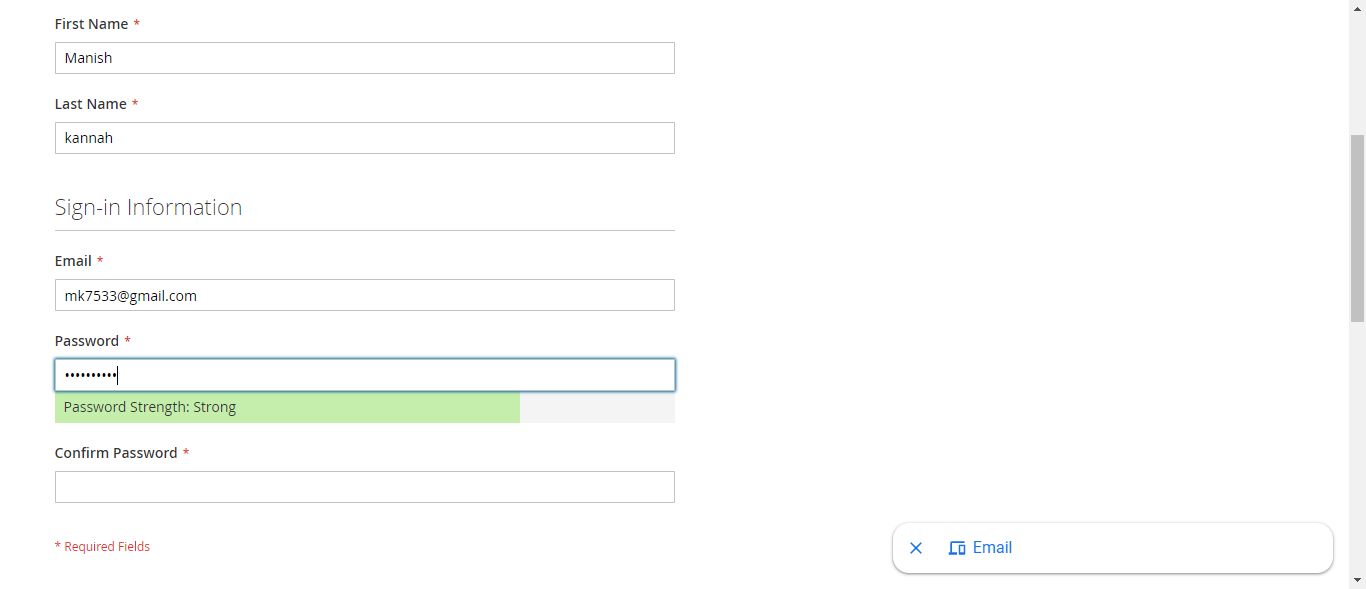 First Name *
Manish
Last Name *
kannah
Sign-in Information
Email *
mk7533@gmail.com
Password *
••••••••••
Password Strength: Strong
Confirm Password *
* Required Fields
Email